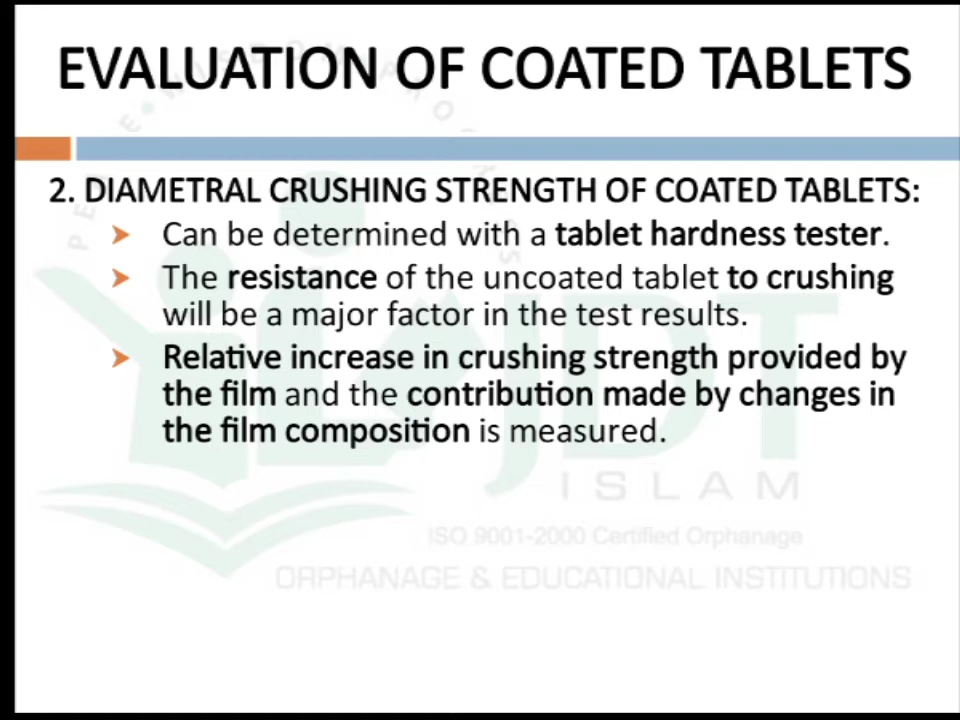 EVALUATION OF COATED TABLETS
2. DIAMETRAL CRUSHING STRENGTH OF COATED TABLETS:
➤ Can be determined with a tablet hardness tester.
➤ The resistance of the uncoated tablet to crushing
will be a major factor in the test results.
➤ Relative increase in crushing strength provided by
the film and the contribution made by changes in
the film composition is measured.
JDT
ISLAM
ISO 9001-2000 Certified Orphanage
ORPHANAGE & EDUCATIONAL INSTITUTIONS